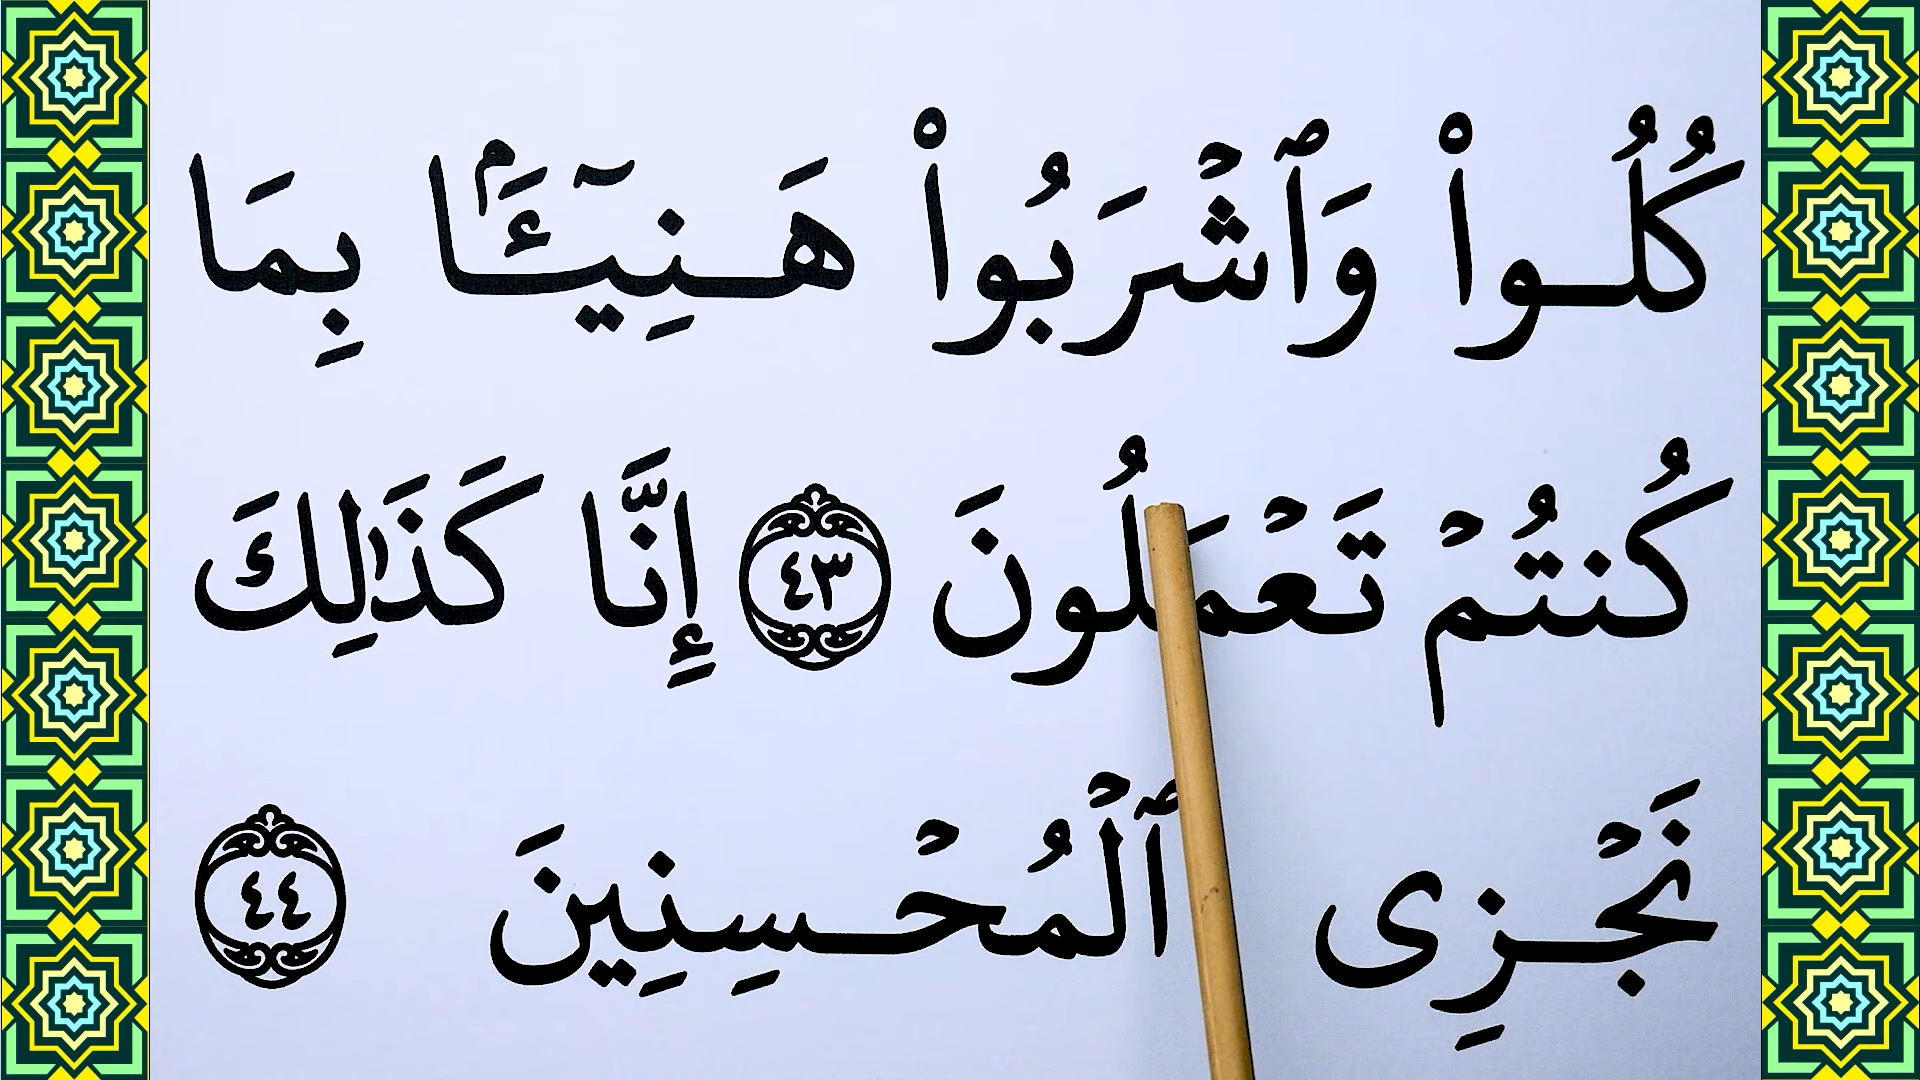 كُلُوا۟ وَٱشْرَبُوا۟ هَنِيٓـًٔۢا بِمَا
كُنتُمْ تَعْمَلُونَ ٤٣ إِنَّا كَذَٰلِكَ
نَجْزِى ٱلْمُحْسِنِينَ ٤٤